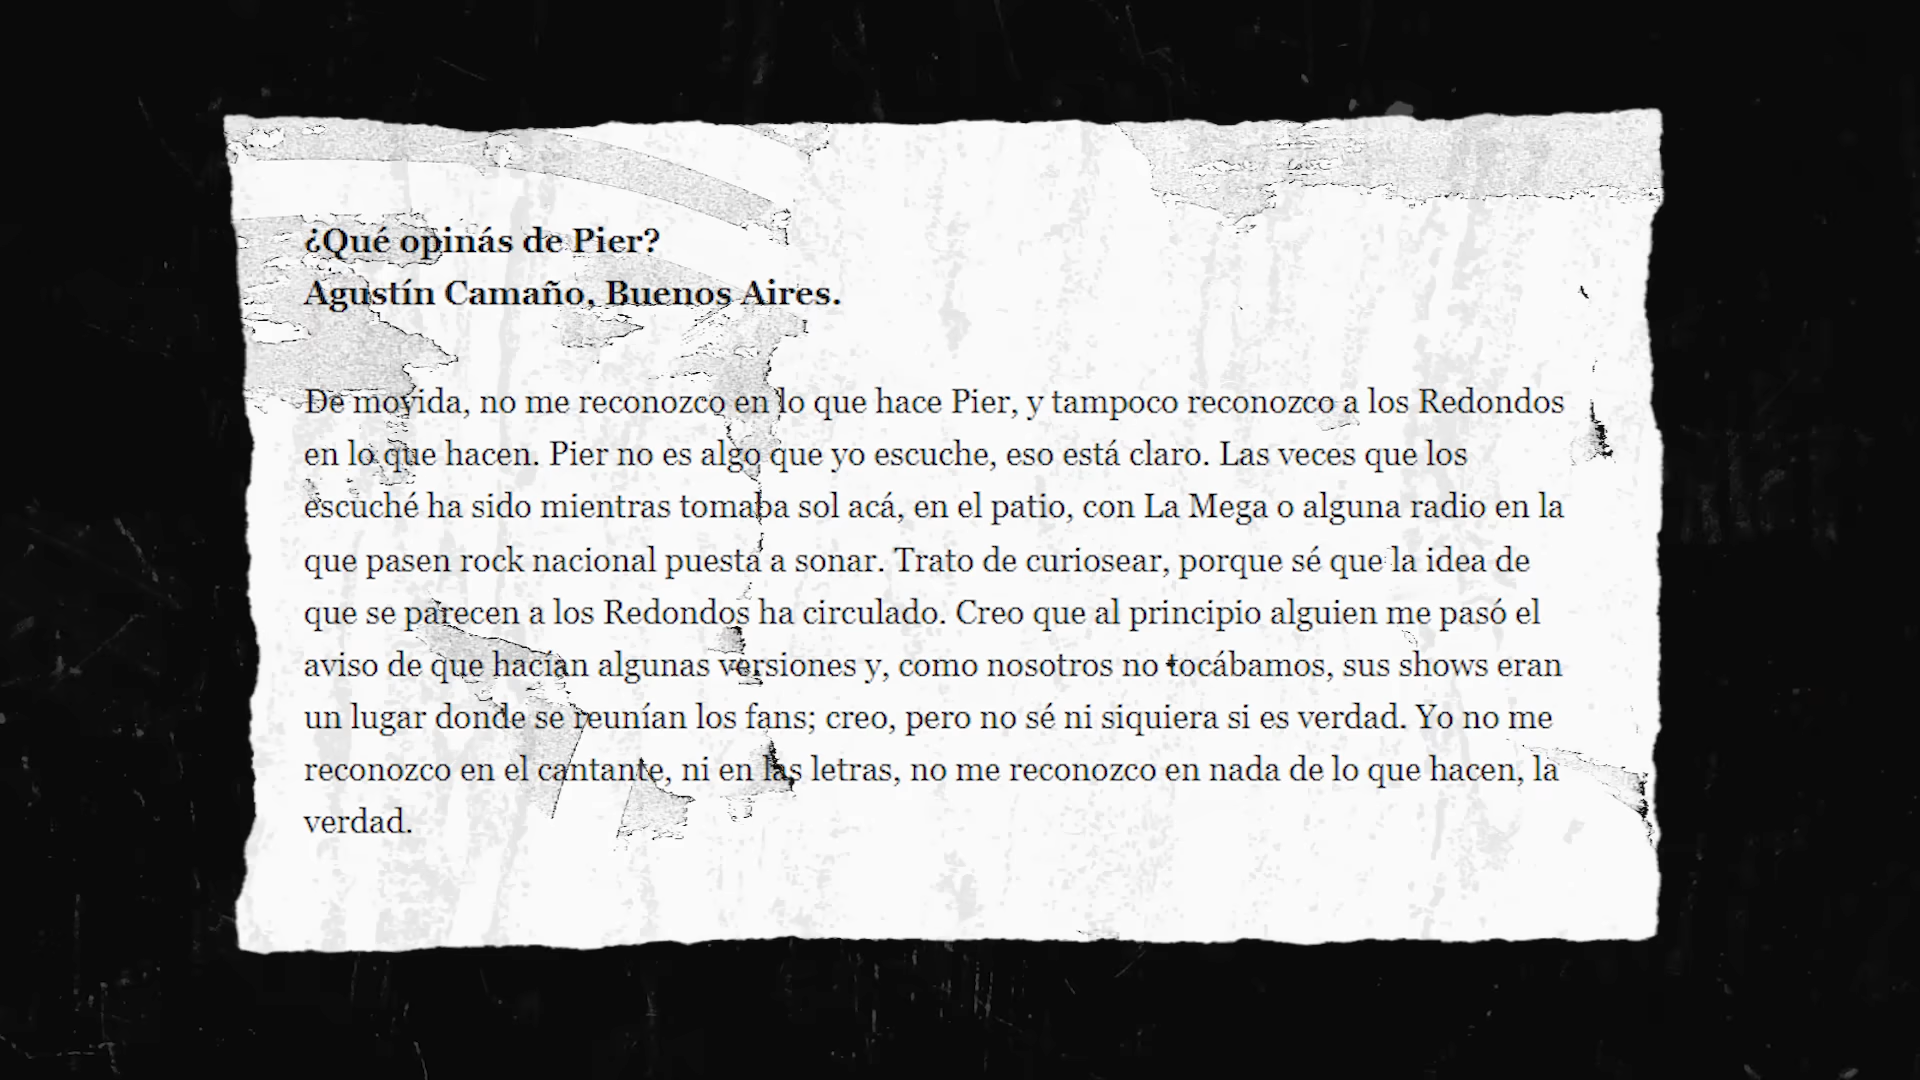 ¿Qué opinás de Pier?
Agustín Camaño, Buenos Aires.
De movida, no me reconozco en lo que hace Pier, y tampoco reconozco a los Redondos
en lo que hacen. Pier no es algo que yo escuche, eso está claro. Las veces que los
escuché ha sido mientras tomaba sol acá, en el patio, con La Mega o alguna radio en la
que pasen rock nacional puesta a sonar. Trato de curiosear, porque sé que la idea de
que se parecen a los Redondos ha circulado. Creo que al principio alguien me pasó el
aviso de que hacían algunas versiones y, como nosotros no tocábamos, sus shows eran
un lugar donde se reunían los fans; creo, pero no sé ni siquiera si es verdad. Yo no me
reconozco en el cantante, ni en las letras, no me reconozco en nada de lo que hacen, la
verdad.